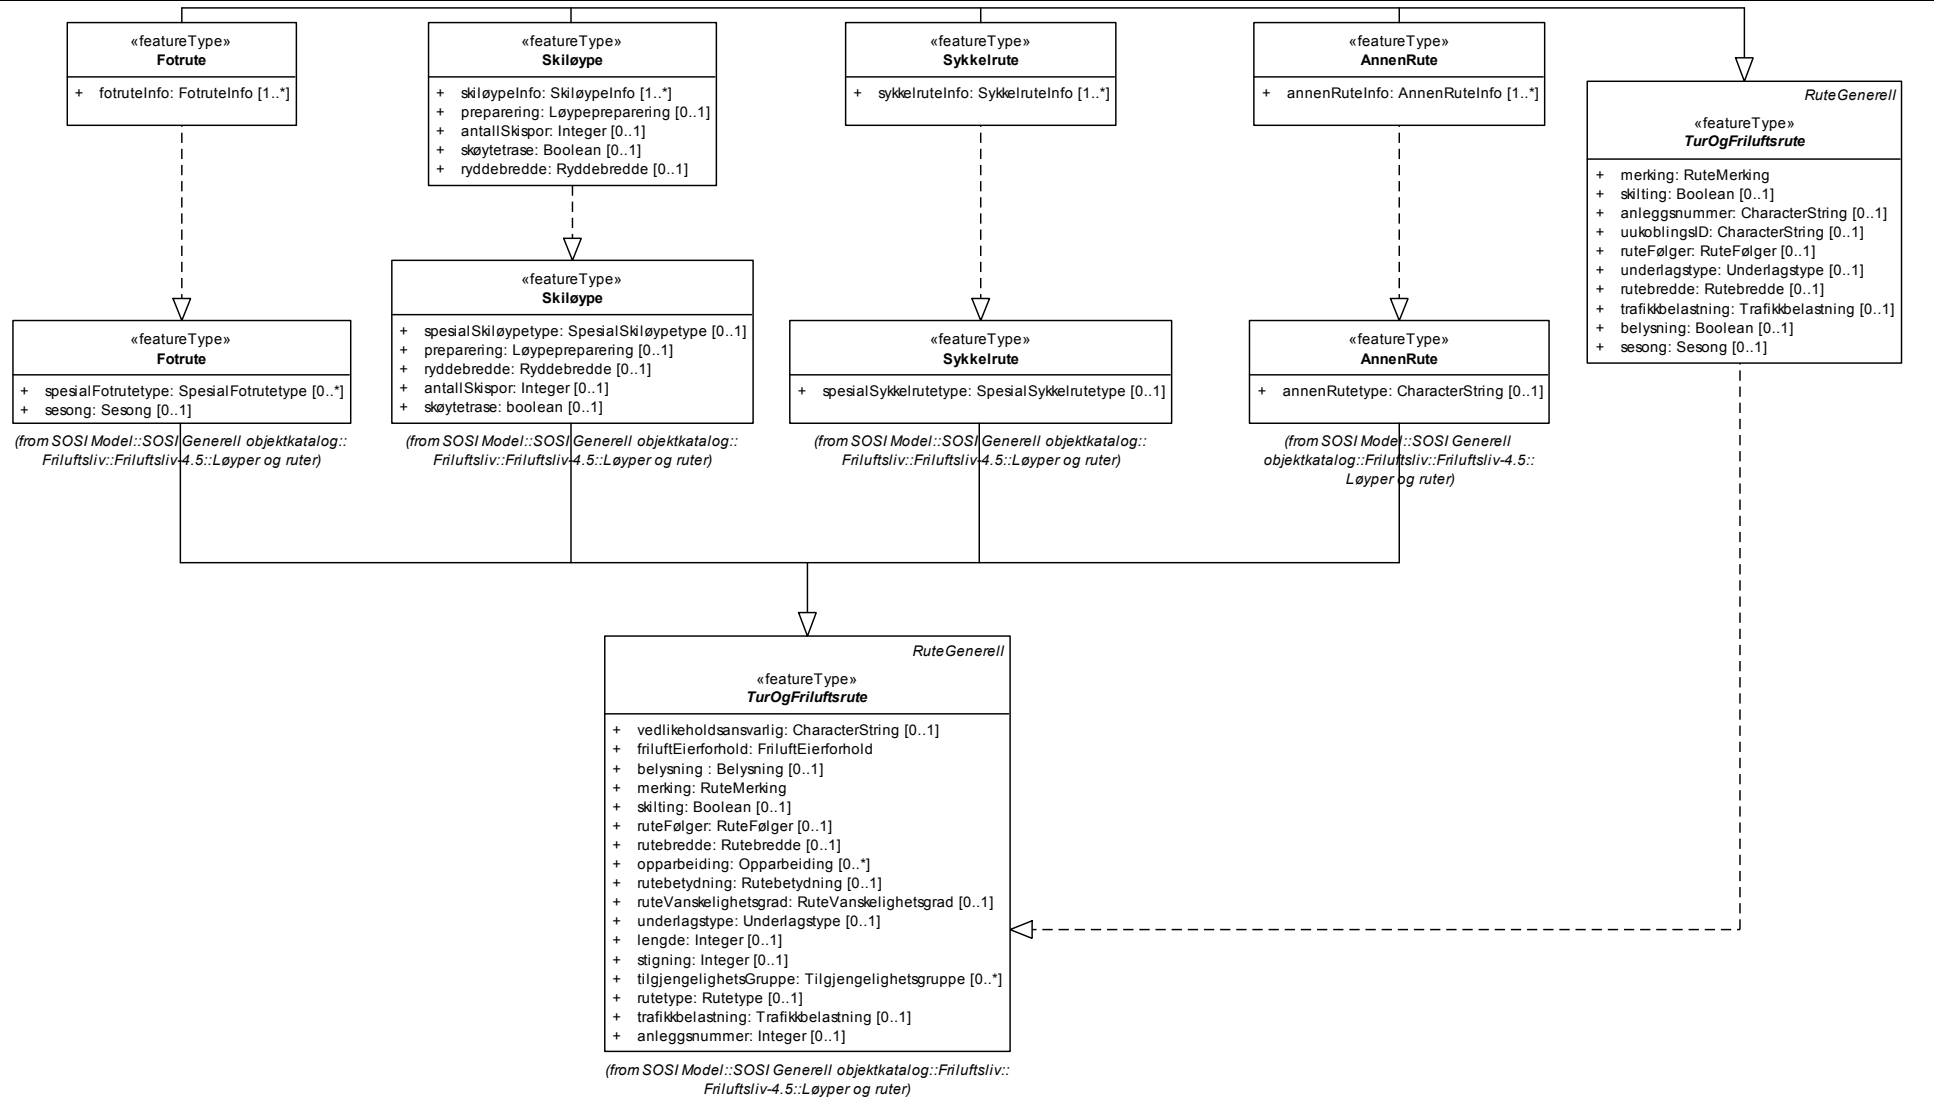 «featureType»
Fotrute
+ fotruteInfo: FotruteInfo [1..*]
«featureType»
Skiløype
+ skiløypeInfo: SkiløypeInfo [1..*]
+ preparering: Løypepreparering [0..1]
+ antallSkispor: Integer [0..1]
+ skøytetrase: Boolean [0..1]
+ ryddebredde: Ryddebredde [0..1]
«featureType»
Sykkelrute
+ sykkelruteInfo: SykkelruteInfo [1..*]
«featureType»
AnnenRute
+ annenRuteInfo: AnnenRuteInfo [1..*]
RuteGenerell
«featureType»
TurOgFriluftsrute
+ merking: RuteMerking
+ skilting: Boolean [0..1]
+ anleggsnummer: CharacterString [0..1]
+ uukoblingsID: CharacterString [0..1]
+ ruteFølger: RuteFølger [0..1]
+ underlagstype: Underlagstype [0..1]
+ rutebredde: Rutebredde [0..1]
+ trafikkbelastning: Trafikkbelastning [0..1]
+ belysning: Boolean [0..1]
+ sesong: Sesong [0..1]
«featureType»
Fotrute
+ spesialFotrutetype: SpesialFotrutetype [0..*]
+ sesong: Sesong [0..1]
(from SOSI Model::SOSI Generell objektkatalog::
Friluftsliv::Friluftsliv-4.5::Løyper og ruter)
«featureType»
Skiløype
+ spesialSkiløypetype: SpesialSkiløypetype [0..1]
+ preparering: Løypepreparering [0..1]
+ ryddebredde: Ryddebredde [0..1]
+ antallSkispor: Integer [0..1]
+ skøytetrase: boolean [0..1]
(from SOSI Model::SOSI Generell objektkatalog::
Friluftsliv::Friluftsliv-4.5::Løyper og ruter)
«featureType»
Sykkelrute
+ spesialSykkelrutetype: SpesialSykkelrutetype [0..1]
(from SOSI Model::SOSI Generell objektkatalog::
Friluftsliv::Friluftsliv-4.5::Løyper og ruter)
«featureType»
AnnenRute
+ annenRutetype: CharacterString [0..1]
(from SOSI Model::SOSI Generell
objektkatalog::Friluftsliv::Friluftsliv-4.5::
Løyper og ruter)
RuteGenerell
«featureType»
TurOgFriluftsrute
+ vedlikeholdsansvarlig: CharacterString [0..1]
+ friluftEierforhold: FriluftEierforhold
+ belysning : Belysning [0..1]
+ merking: RuteMerking
+ skilting: Boolean [0..1]
+ ruteFølger: RuteFølger [0..1]
+ rutebredde: Rutebredde [0..1]
+ opparbeiding: Opparbeiding [0..*]
+ rutebetydning: Rutebetydning [0..1]
+ ruteVanskelighetsgrad: RuteVanskelighetsgrad [0..1]
+ underlagstype: Underlagstype [0..1]
+ lengde: Integer [0..1]
+ stigning: Integer [0..1]
+ tilgjengelighetsGruppe: Tilgjengelighetsgruppe [0..*]
+ rutetype: Rutetype [0..1]
+ trafikkbelastning: Trafikkbelastning [0..1]
+ anleggsnummer: Integer [0..1]
(from SOSI Model::SOSI Generell objektkatalog::Friluftsliv::
Friluftsliv-4.5::Løyper og ruter)